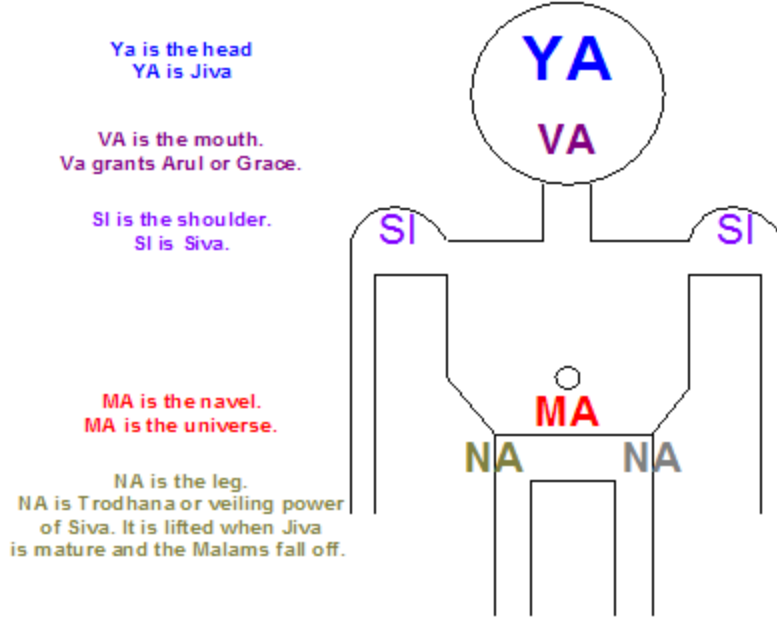 Ya is the head
YA is Jiva
YA
VA is the mouth.
Va grants Arul or Grace.
VA
SI is the shoulder.
SI is Siva.
SI
SI
MA is the navel.
MA is the universe.
MA
NA
NA
NA is the leg.
NA is Trodhana or veiling power
of Siva. It is lifted when Jiva
is mature and the Malams fall off.